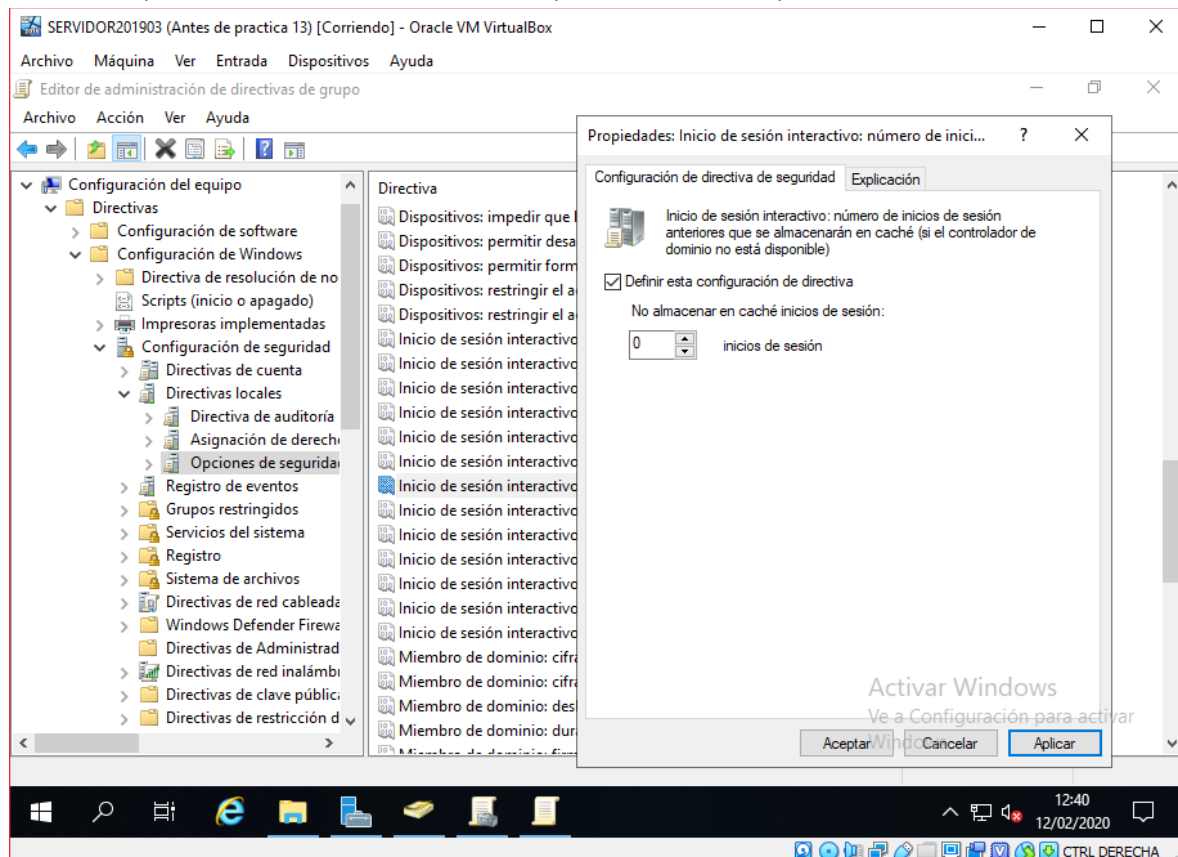 SERVIDOR201903 (Antes de practica 13) [Corriendo] - Oracle VM VirtualBox
Archivo Máquina Ver Entrada Dispositivos Ayuda
Editor de administración de directivas de grupo
Archivo Acción Ver Ayuda
Configuración del equipo
Directivas
Configuración de software
Configuración de Windows
Directiva de resolución de no
Scripts (inicio o apagado)
Impresoras implementadas
Configuración de seguridad
Directivas de cuenta
Directivas locales
Directiva de auditoría
Asignación de derech
Opciones de segurida
Registro de eventos
Grupos restringidos
Servicios del sistema
Registro
Sistema de archivos
Directivas de red cableada
Windows Defender Firewa
Directivas de Administrad
Directivas de red inalámb
Directivas de clave públic
Directivas de restricción d
Directiva
Dispositivos: impedir que
Dispositivos: permitir desa
Dispositivos: permitir form
Dispositivos: restringir el a
Dispositivos: restringir el a
Inicio de sesión interactivo
Inicio de sesión interactivo
Inicio de sesión interactivo
Inicio de sesión interactivo
Inicio de sesión interactivo
Inicio de sesión interactivo
Inicio de sesión interactivo
Inicio de sesión interactivo
Inicio de sesión interactivo
Inicio de sesión interactivo
Inicio de sesión interactivo
Inicio de sesión interactivo
Inicio de sesión interactivo
Miembro de dominio: cifra
Miembro de dominio: cifra
Miembro de dominio: des
Miembro de dominio: dur
Miembro de dominio: firm
Propiedades: Inicio de sesión interactivo: número de inici... ?
Configuración de directiva de seguridad Explicación
Inicio de sesión interactivo: número de inicios de sesión
anteriores que se almacenarán en caché (si el controlador de
dominio no está disponible)
Definir esta configuración de directiva
No almacenar en caché inicios de sesión:
0 inicios de sesión
Activar Windows
Ve a Configuración para activar
Windows
Aceptar Cancelar Aplicar
12:40
12/02/2020
CTRL DERECHA